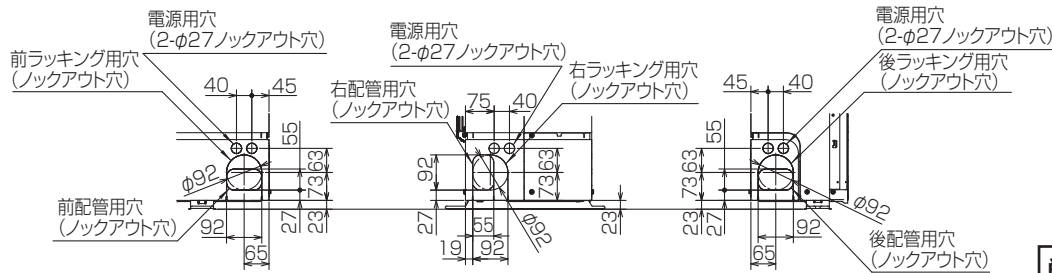 電源用穴
(2-φ27ノックアウト穴)
前ラッキング用穴
(ノックアウト穴)
40
45
55
63
73
φ92
27
23
前配管用穴
(ノックアウト穴)
92
65
電源用穴
(2-φ27ノックアウト穴)
右配管用穴
(ノックアウト穴)
右ラッキング用穴
(ノックアウト穴)
75
40
92
63
73
27
55
φ92
23
19
92
電源用穴
(2-φ27ノックアウト穴)
後ラッキング用穴
(ノックアウト穴)
45
40
55
63
73
27
23
φ92
92
65
後配管用穴
(ノックアウト穴)